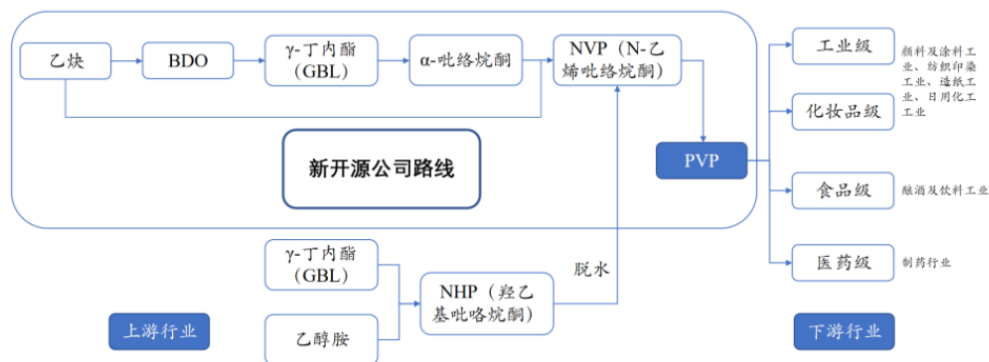 乙炔
BDO
γ-丁内酯
（GBL）
α-吡络烷酮
NVP（N-乙
烯吡络烷酮）
工业级
颜料及涂料工
业、纺织印染
工业、造纸工
业、日用化工
工业
化妆品级
新开源公司路线
PVP
食品级
酿酒及饮料工业
γ-丁内酯
（GBL）
脱水
医药级
制药行业
NHP（羟乙
基吡咯烷酮）
上游行业
乙醇胺
下游行业